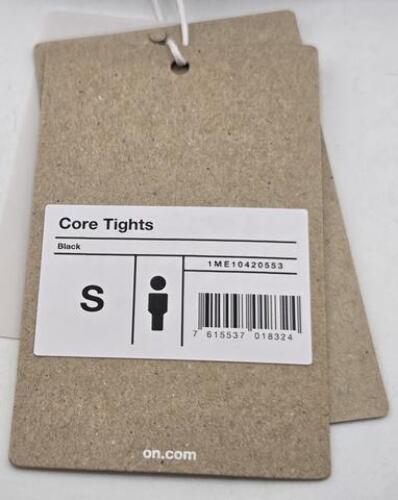 Core Tights
Black
1ME10420553
S
7 615537 018324
on.com